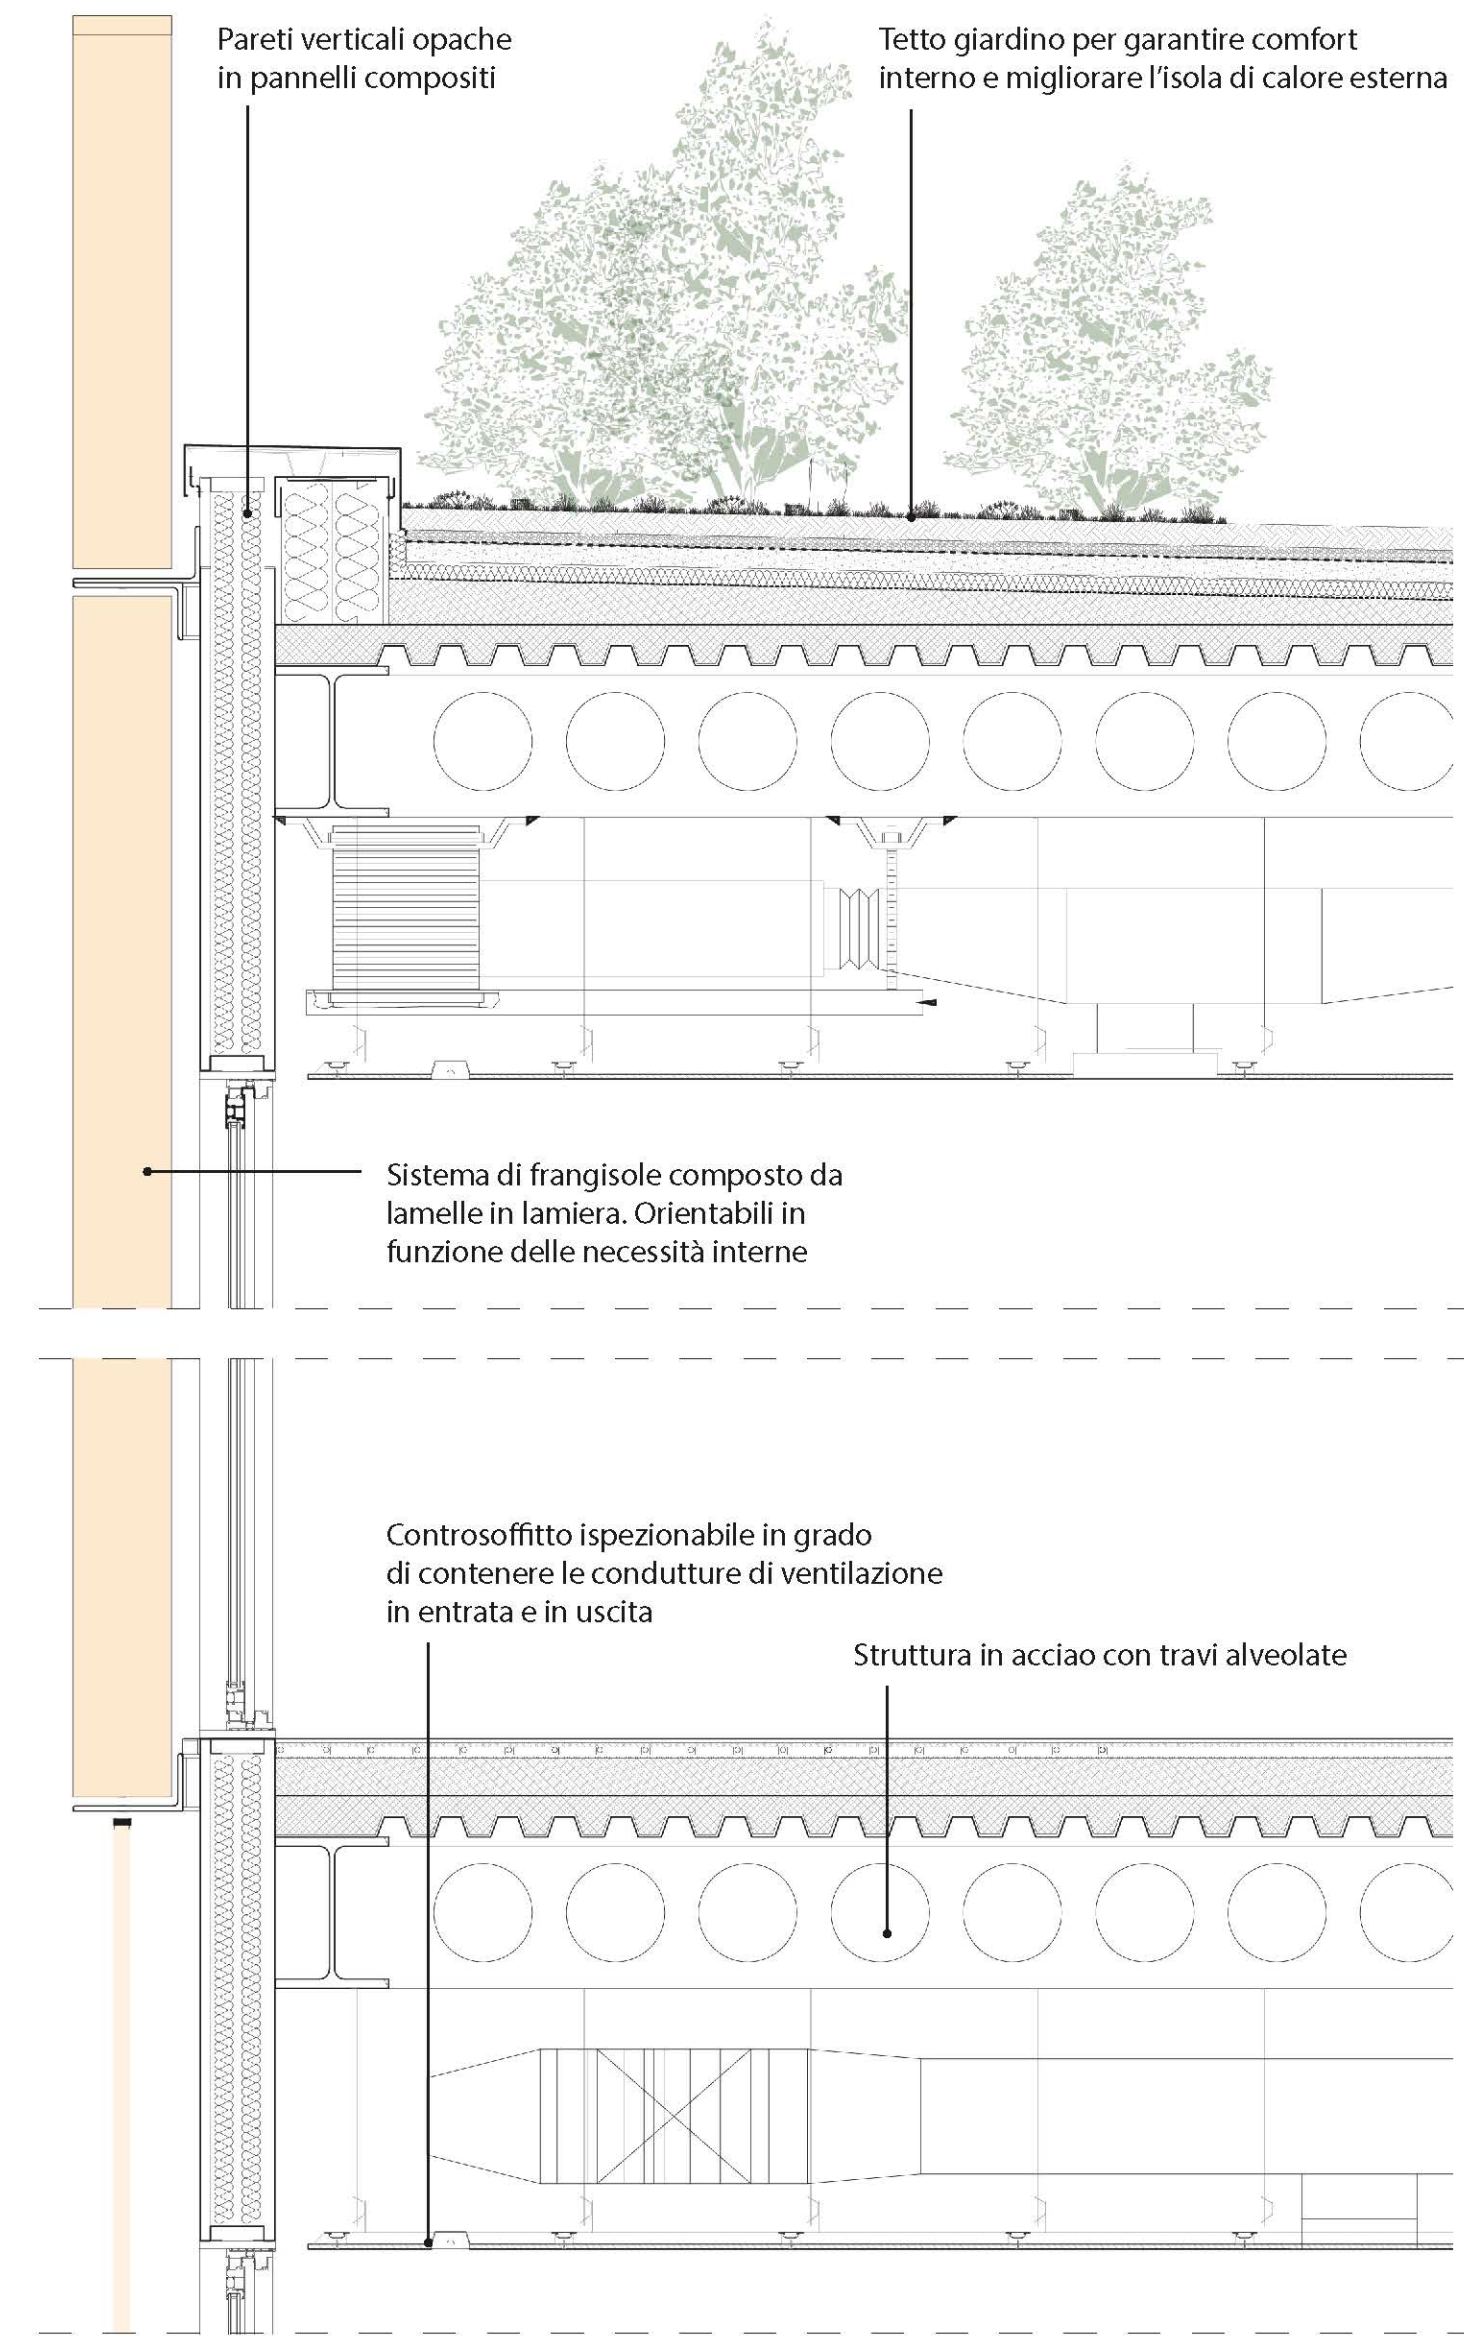 Pareti verticali opache
in pannelli compositi
Tetto giardino per garantire comfort
interno e migliorare l'isola di calore esterna
Sistema di frangisole composto da
lamelle in lamiera. Orientabili in
funzione delle necessità interne
Controsoffitto ispezionabile in grado
di contenere le condutture di ventilazione
in entrata e in uscita
Struttura in acciao con travi alveolate